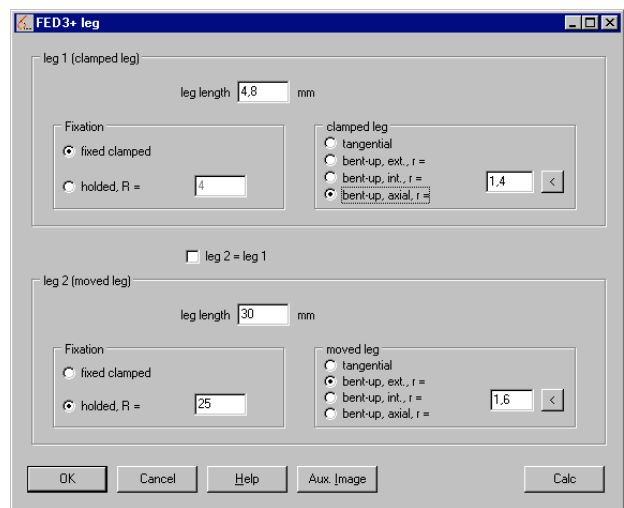 FED3+ leg
leg 1 (clamped leg)
leg length 4,8 mm
Fixation
fixed clamped
holded, R = 4
clamped leg
tangential
bent-up, ext., r =
bent-up, int., r =
bent-up, axial, r =
1,4 <
leg 2 = leg 1
leg 2 (moved leg)
leg length 30 mm
Fixation
fixed clamped
holded, R = 25
moved leg
tangential
bent-up, ext., r =
bent-up, int., r =
bent-up, axial, r =
1,6 <
OK Cancel Help Aux. Image Calc